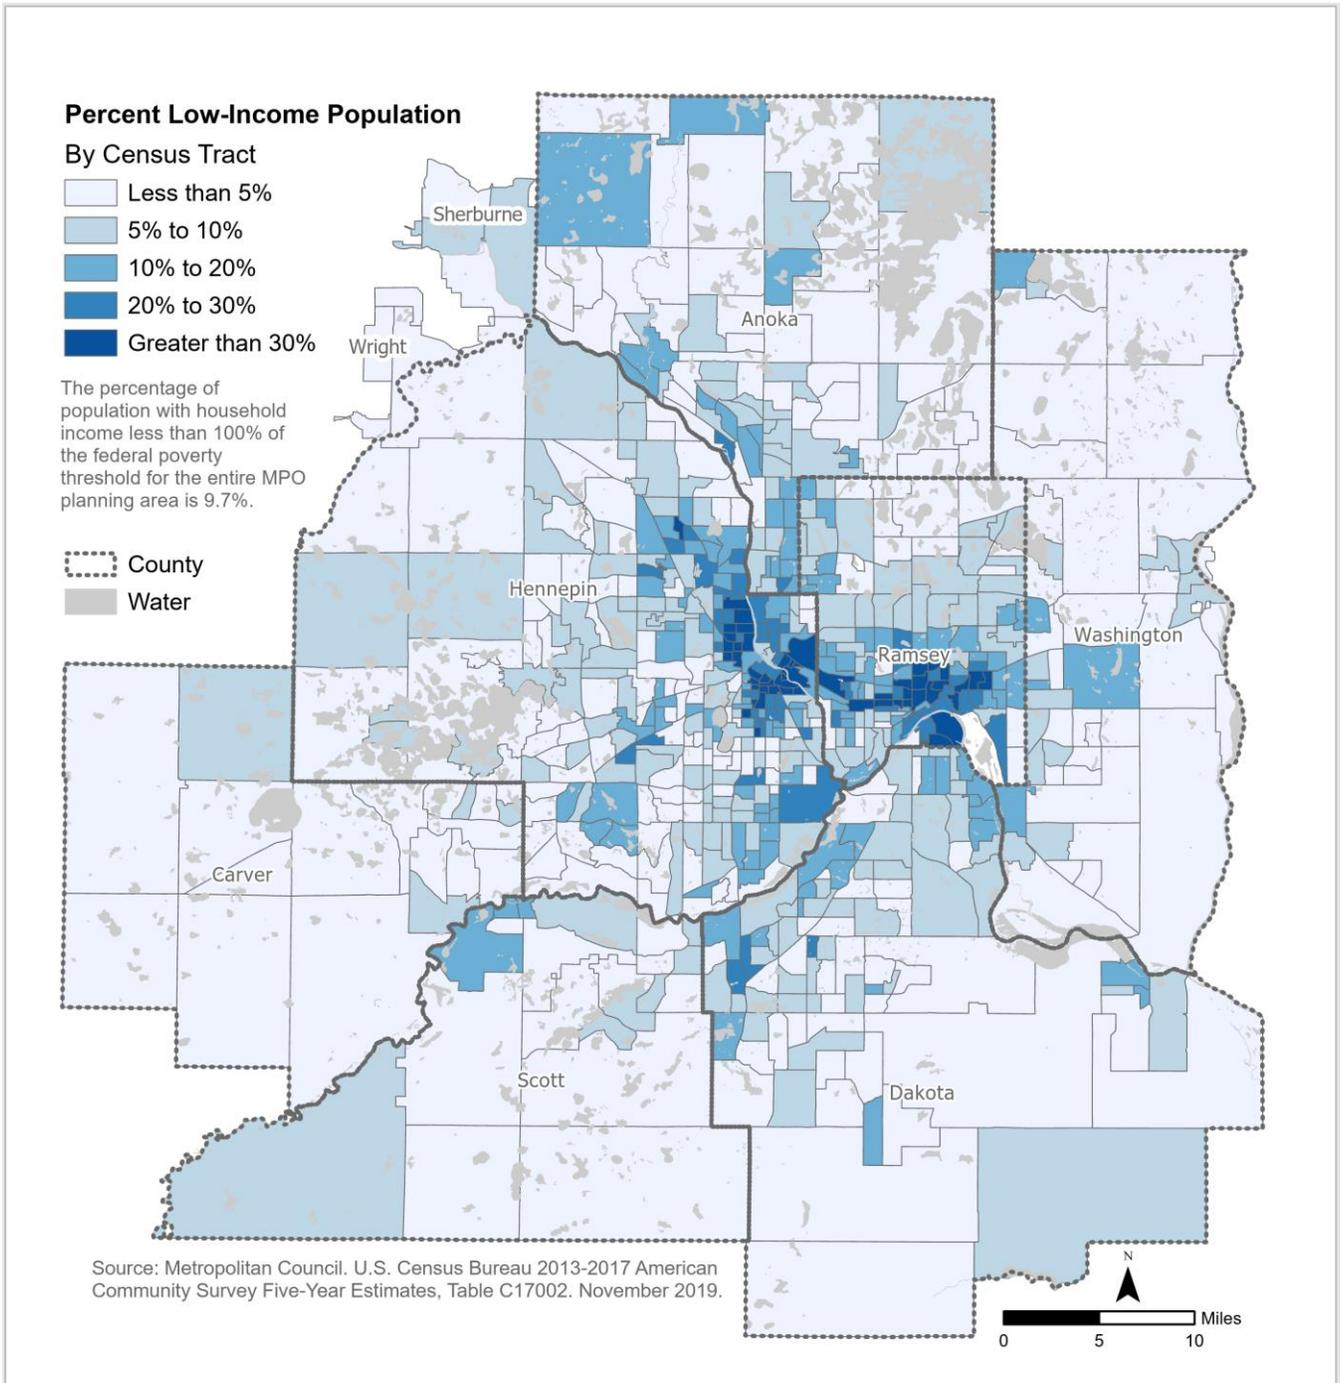 Percent Low-Income Population
By Census Tract
Less than 5%
5% to 10%
10% to 20%
20% to 30%
Greater than 30%
The percentage of
population with household
income less than 100% of
the federal poverty
threshold for the entire MPO
planning area is 9.7%.
County
Water
Sherburne
Wright
Anoka
Hennepin
Ramsey
Washington
Carver
Scott
Dakota
Source: Metropolitan Council. U.S. Census Bureau 2013-2017 American
Community Survey Five-Year Estimates, Table C17002. November 2019.
N
Miles
0 5 10